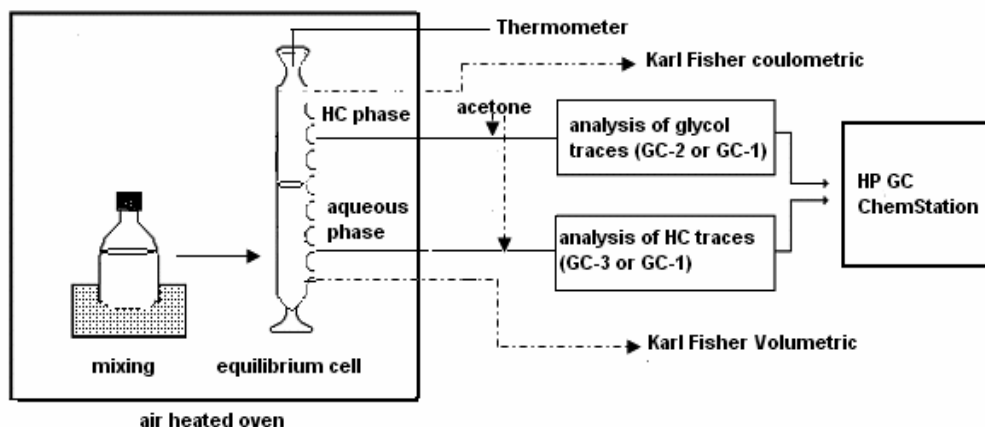 Thermometer
Karl Fisher coulometric
HC phase
acetone
analysis of glycol
traces (GC-2 or GC-1)
HP GC
ChemStation
aqueous
phase
analysis of HC traces
(GC-3 or GC-1)
Karl Fisher Volumetric
mixing
equilibrium cell
air heated oven